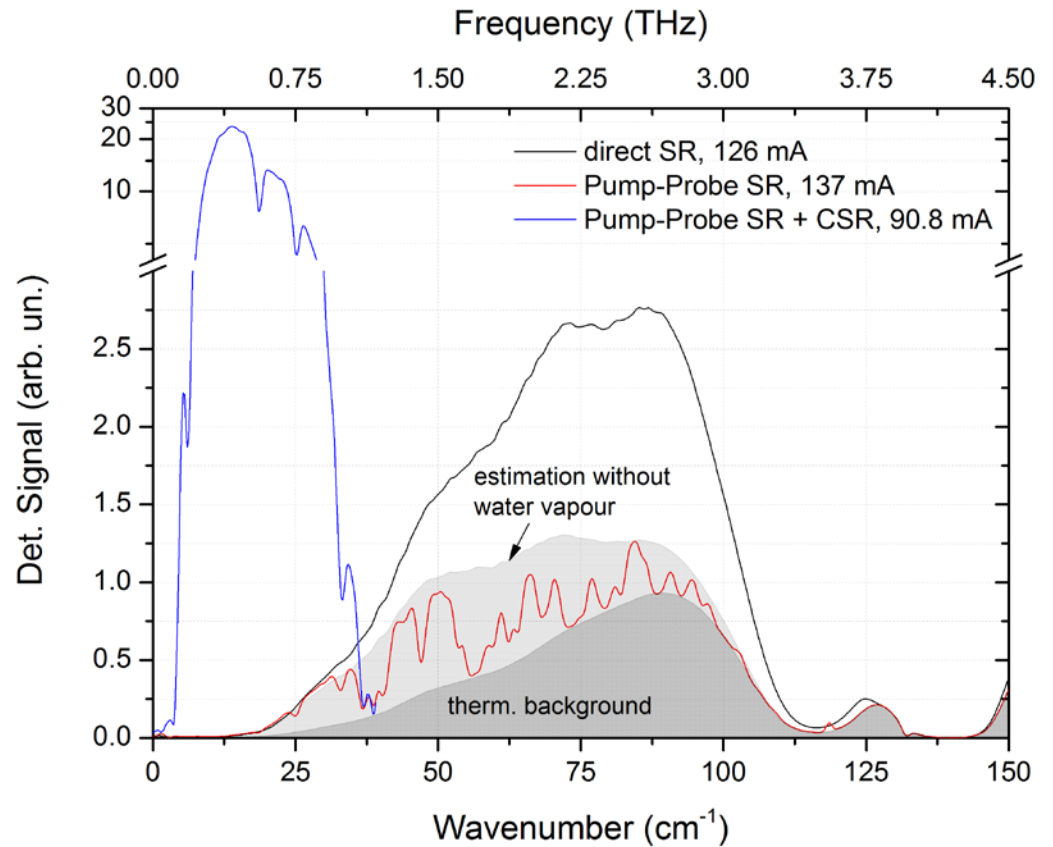 Frequency (THz)
0.00 0.75 1.50 2.25 3.00 3.75 4.50
30
20
10
direct SR, 126 mA
Pump-Probe SR, 137 mA
Pump-Probe SR + CSR, 90.8 mA
Det. Signal (arb. un.)
2.5
2.0
1.5
1.0
0.5
0.0
estimation without
water vapour
therm. background
0 25 50 75 100 125 150
Wavenumber (cm⁻¹)